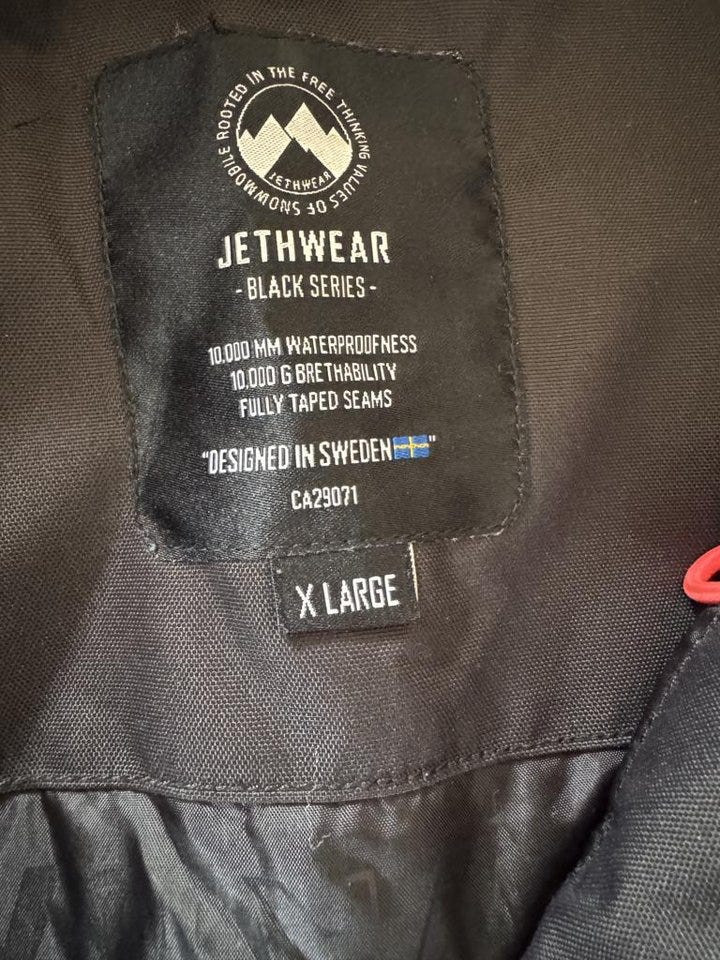 ROOTED IN THE FREE THINKING VALUES OF SNOWMOBILE
JETHWEAR
JETHWEAR
- BLACK SERIES -
10.000 MM WATERPROOFNESS
10.000 G BRETHABILITY
FULLY TAPED SEAMS
"DESIGNED IN SWEDEN"
CA29071
X LARGE